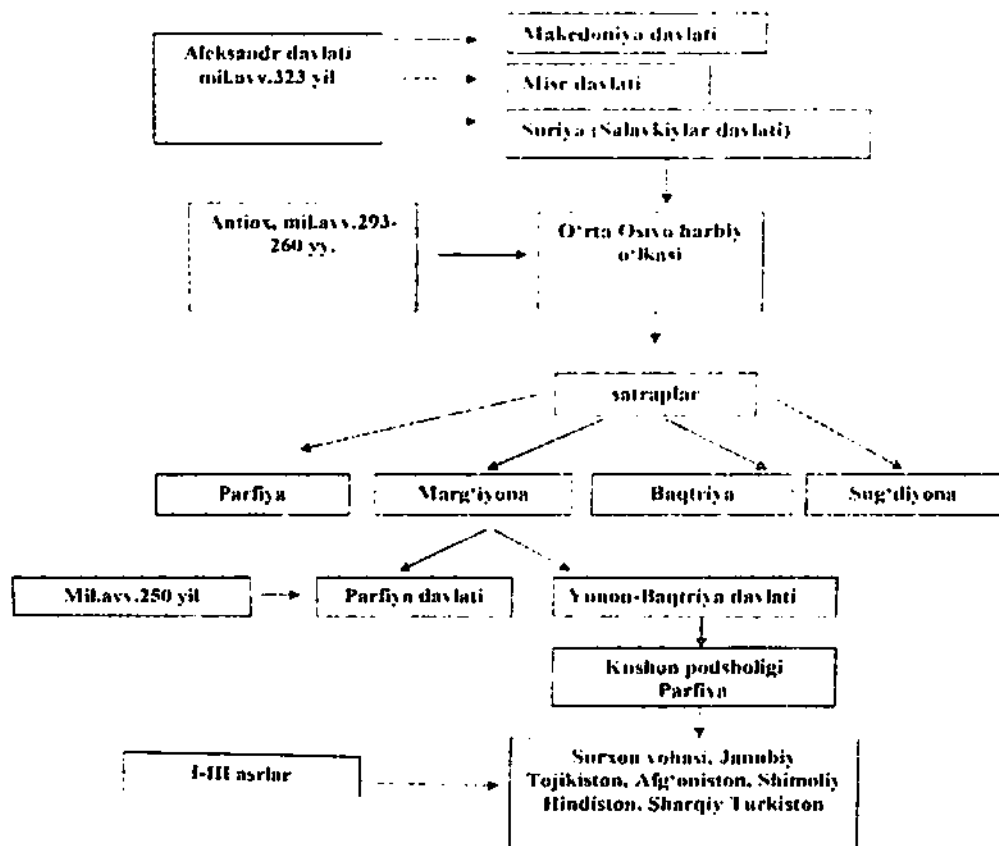 Aleksandr davlati
mil.avv.323 yil
Makedoniya davlati
Misr davlati
Suriya (Salavkiylar davlati)
Antiox, mil.avv.293-
260 yy.
O‘rta Osiyo harbiy
o‘lkasi
satraplar
Parfiya
Marg‘iyona
Baqtriya
Sug‘diyona
Mil.avv.250 yil
Parfiya davlati
Yunon-Baqtriya davlati
Kushon podsholigi
Parfiya
I-III asrlar
Surxon vohasi, Janubiy
Tojikiston, Afg‘oniston, Shimoliy
Hindiston, Sharqiy Turkiston